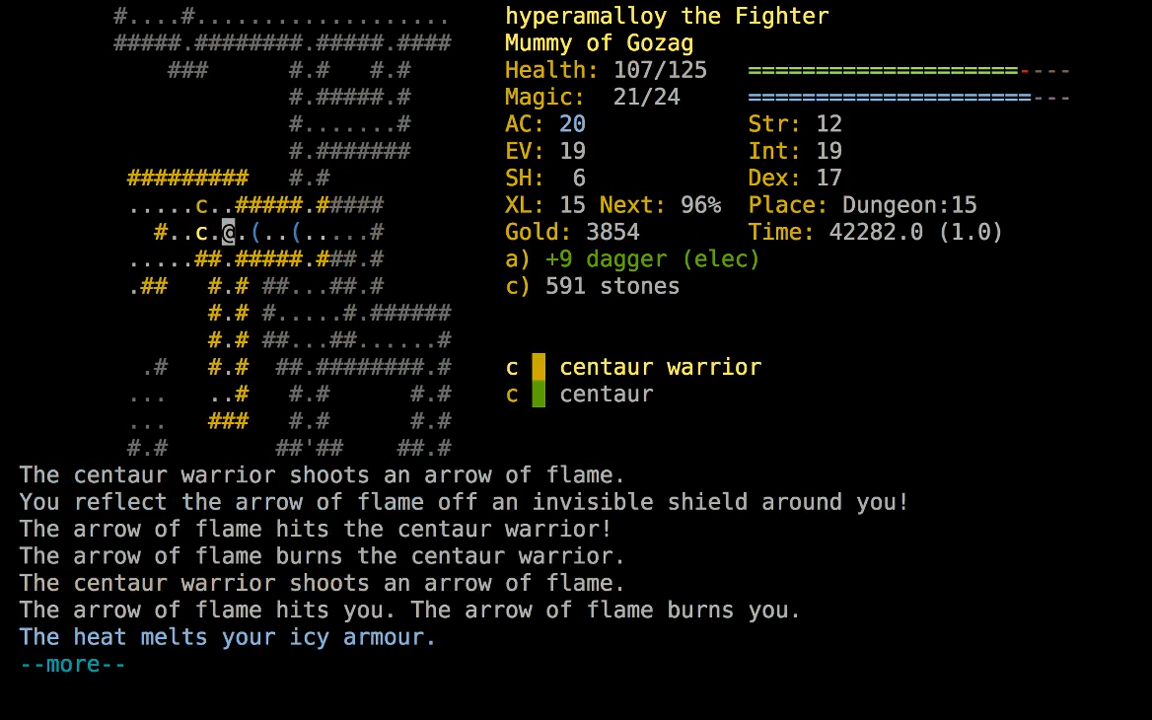 #....#...................    hyperamalloy the Fighter
#####.########.#####.####    Mummy of Gozag
    ###      #.#   #.#       Health: 107/125   ====================----
             #.#####.#       Magic:  21/24     =====================---
             #.......#       AC: 20            Str: 12
             #.#######       EV: 19            Int: 19
 #########   #.#             SH:  6            Dex: 17
 .....c..#####.#####         XL: 15 Next: 96%  Place: Dungeon:15
   #..c.@.(..(.....#         Gold: 3854        Time: 42282.0 (1.0)
 .....##.#####.###.#         a) +9 dagger (elec)
 .##   #.# ##...##.#         c) 591 stones
       #.# #.....#.######
       #.# ##...##......#
  .#   #.#  ##.########.#    c   centaur warrior
 ...   ..#   #.#      #.#    c   centaur
 ...   ###   #.#      #.#
 #.#        ##'##    ##.#
The centaur warrior shoots an arrow of flame.
You reflect the arrow of flame off an invisible shield around you!
The arrow of flame hits the centaur warrior!
The arrow of flame burns the centaur warrior.
The centaur warrior shoots an arrow of flame.
The arrow of flame hits you. The arrow of flame burns you.
The heat melts your icy armour.
--more--